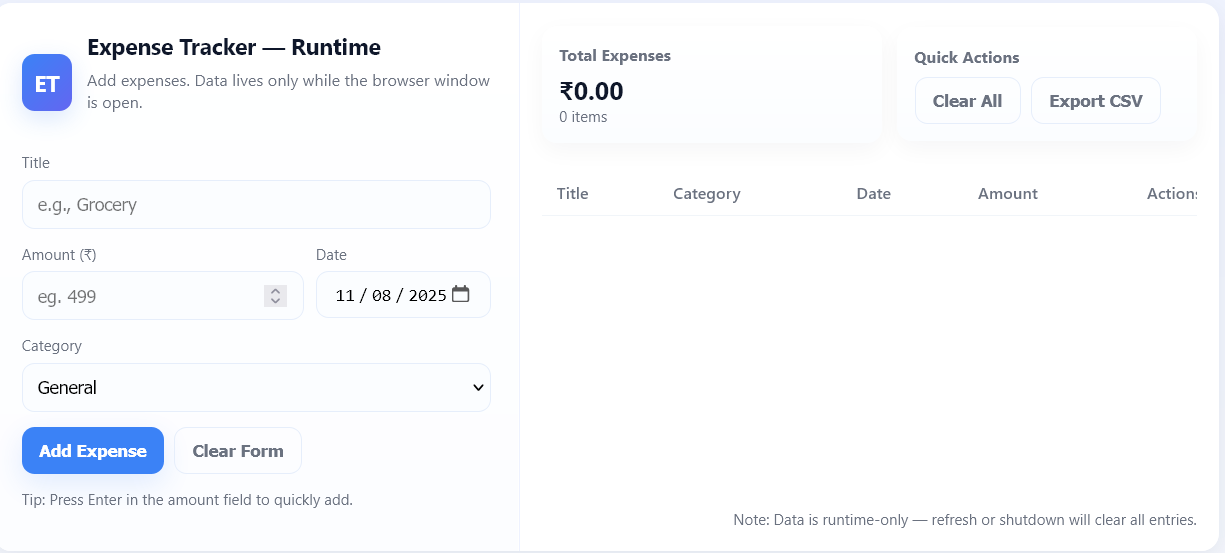 ET
Expense Tracker — Runtime
Add expenses. Data lives only while the browser window
is open.
Title
e.g., Grocery
Amount (₹)
Date
eg. 499
11 / 08 / 2025
Category
General
Add Expense
Clear Form
Tip: Press Enter in the amount field to quickly add.
Total Expenses
₹0.00
0 items
Quick Actions
Clear All
Export CSV
Title
Category
Date
Amount
Actions
Note: Data is runtime-only — refresh or shutdown will clear all entries.